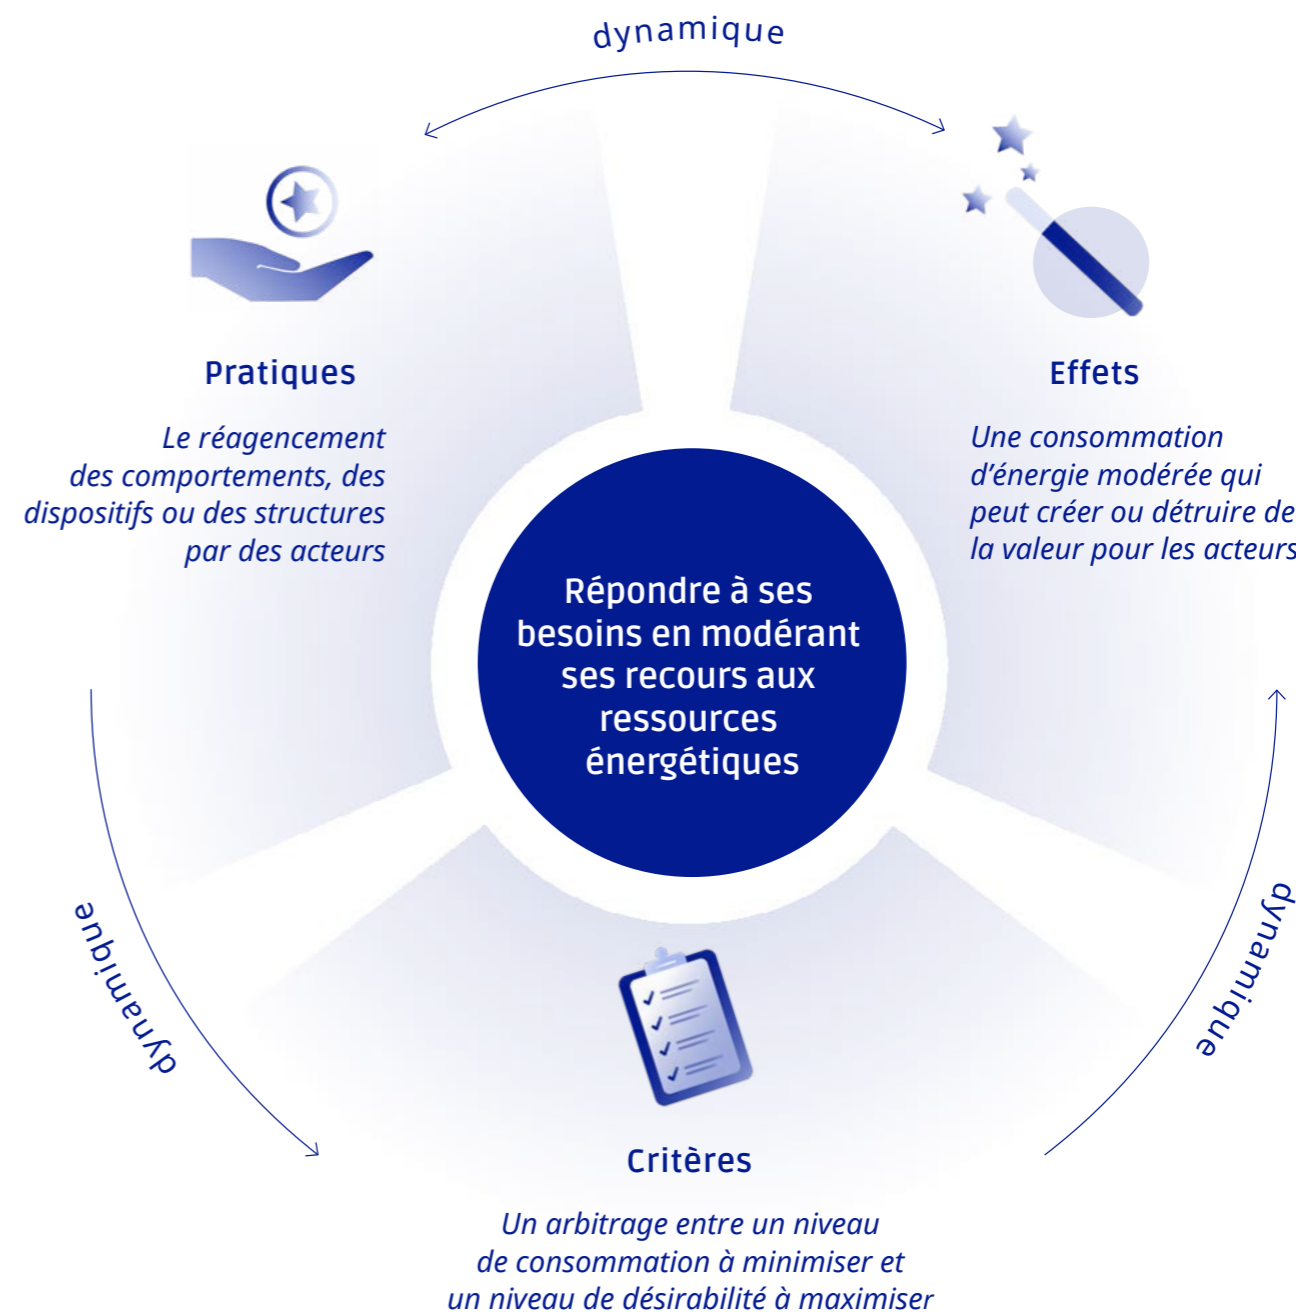 dynamique
Pratiques
Le réagencement
des comportements, des
dispositifs ou des structures
par des acteurs
Effets
Une consommation
d’énergie modérée qui
peut créer ou détruire de
la valeur pour les acteurs
Répondre à ses
besoins en modérant
ses recours aux
ressources
énergétiques
dynamique
dynamique
Critères
Un arbitrage entre un niveau
de consommation à minimiser et
un niveau de désirabilité à maximiser